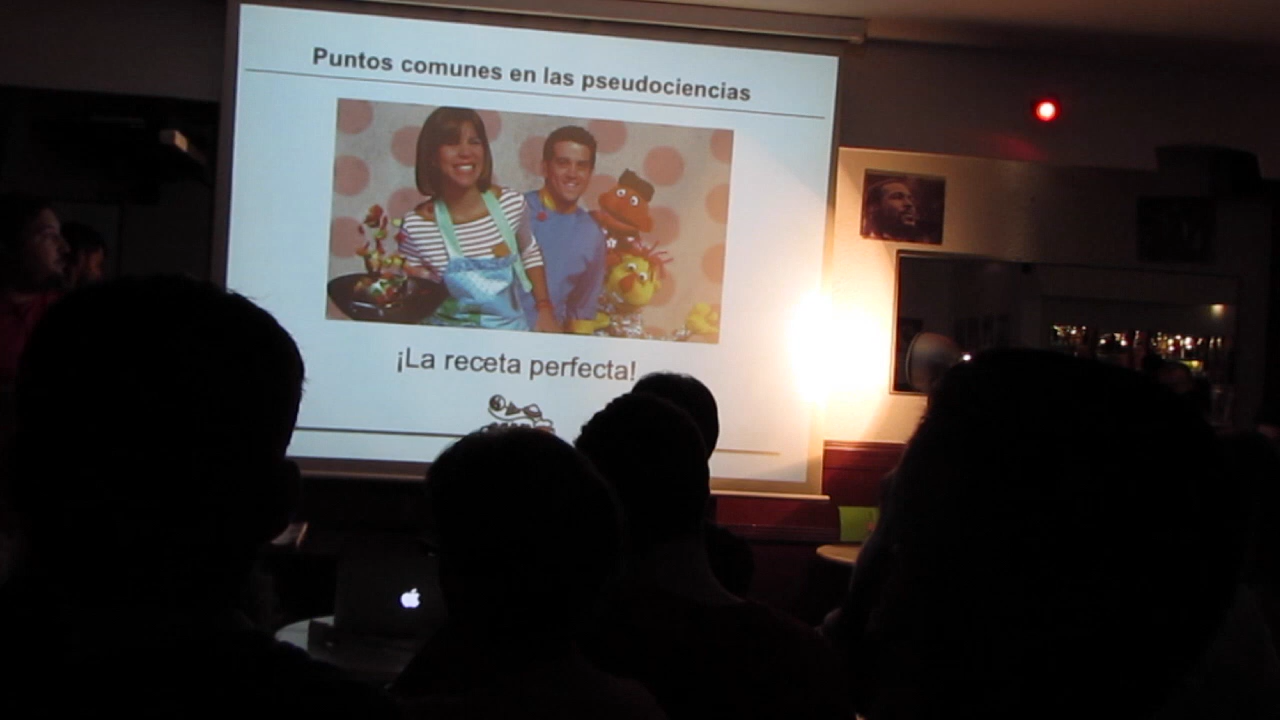 Puntos comunes en las pseudociencias
¡La receta perfecta!